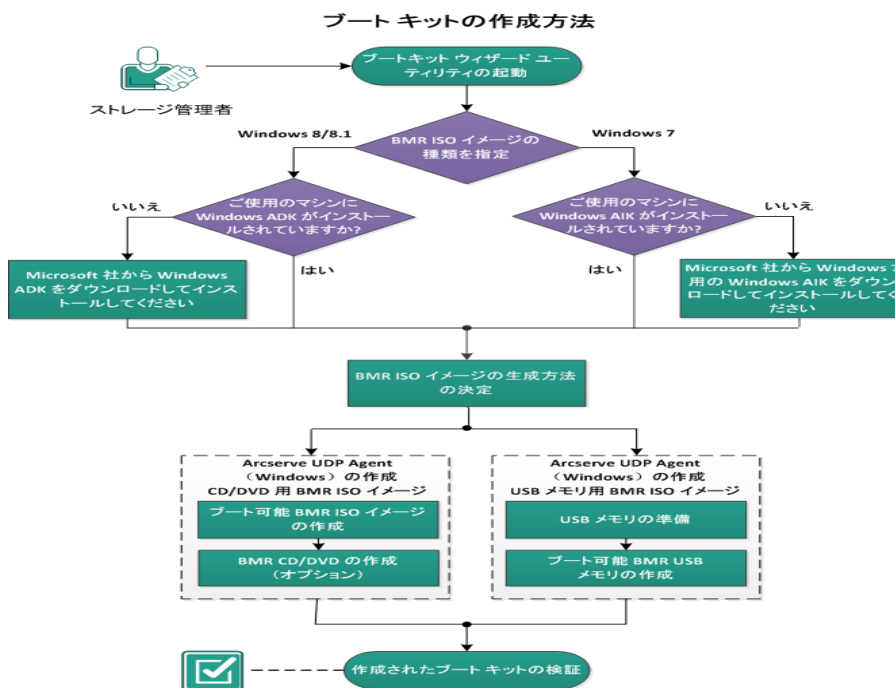 ブート キットの作成方法
ブートキット ウィザード ユー
ティリティの起動
ストレージ管理者
Windows 8/8.1
BMR ISO イメージの
種類を指定
Windows 7
いいえ
ご使用のマシンに
Windows ADK がインストー
ルされていますか?
ご使用のマシンに
Windows AIK がインストー
ルされていますか?
いいえ
はい
はい
Microsoft 社から Windows
ADK をダウンロードしてインス
トールしてください
Microsoft 社から Windows 7
用の Windows AIK をダウン
ロードしてインストールしてく
ださい
BMR ISO イメージの生成方法
の決定
Arcserve UDP Agent
(Windows)の作成
CD/DVD 用 BMR ISO イメージ
ブート可能 BMR ISO イメージ
の作成
BMR CD/DVD の作成
(オプション)
Arcserve UDP Agent
(Windows)の作成
USB メモリ用 BMR ISO イメージ
USB メモリの準備
ブート可能 BMR USB
メモリの作成
作成されたブート キットの検証